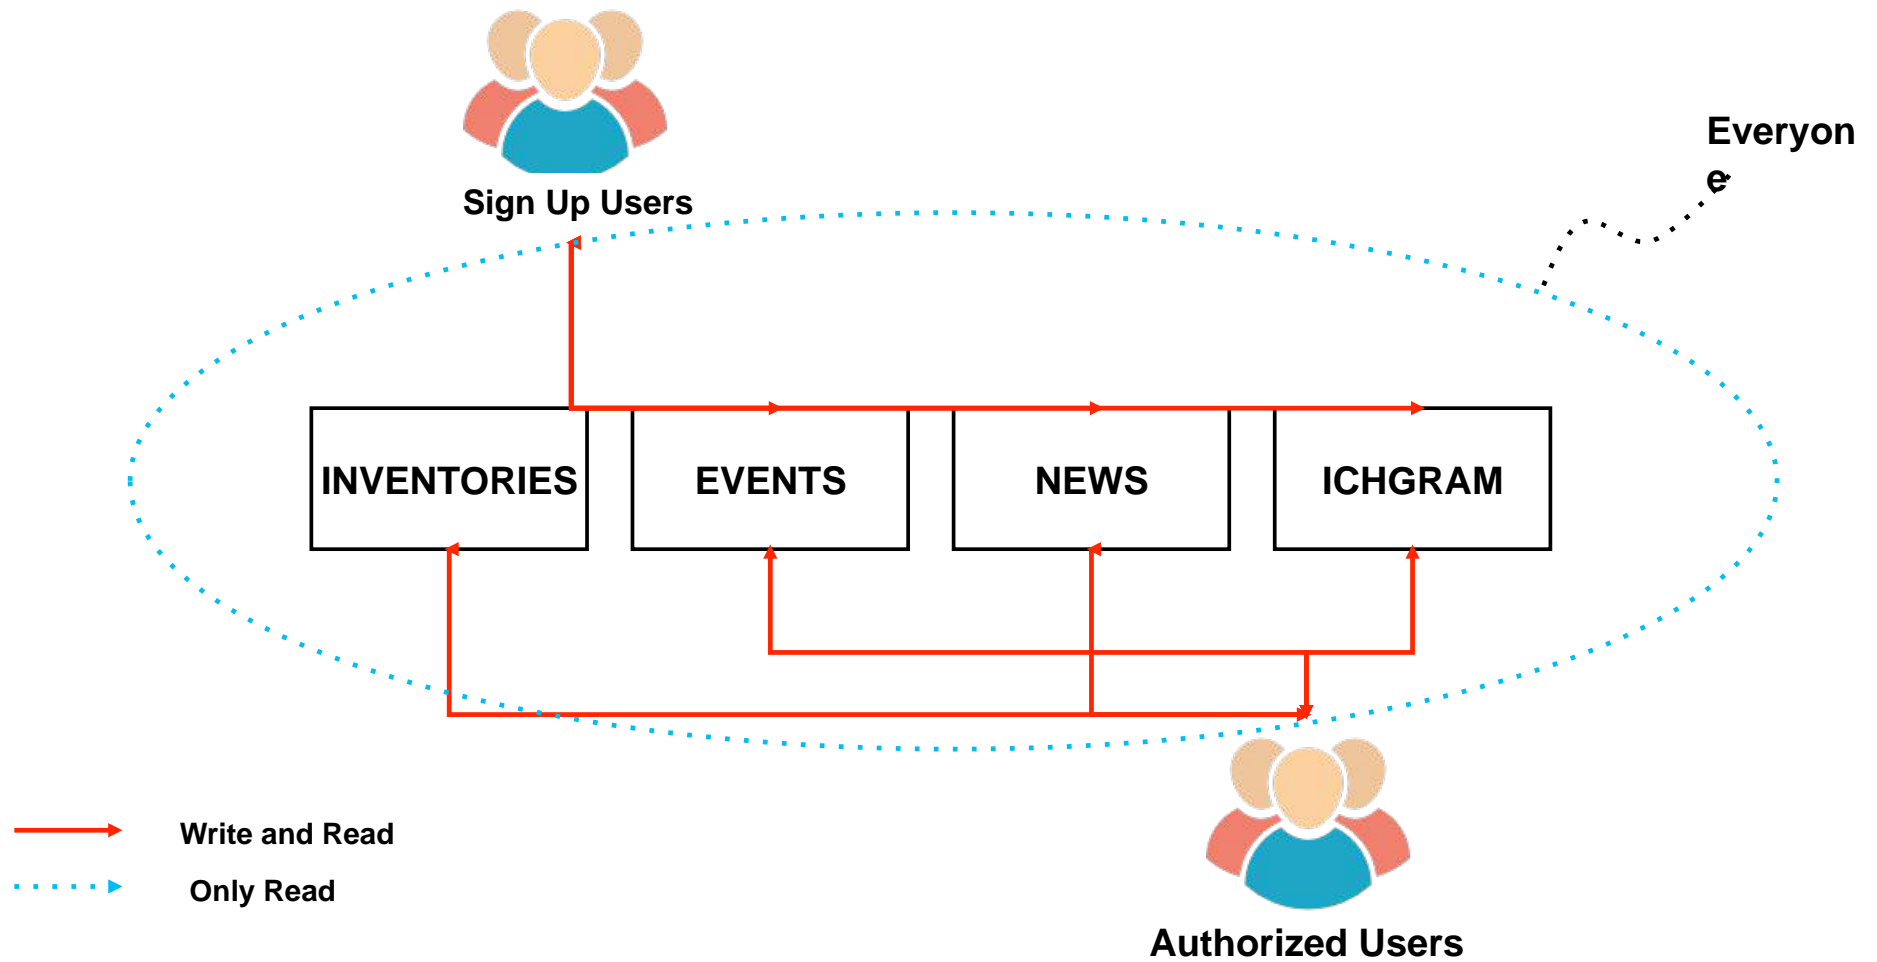 Everyon
e
Sign Up Users
INVENTORIES
EVENTS
NEWS
ICHGRAM
Write and Read
Only Read
Authorized Users